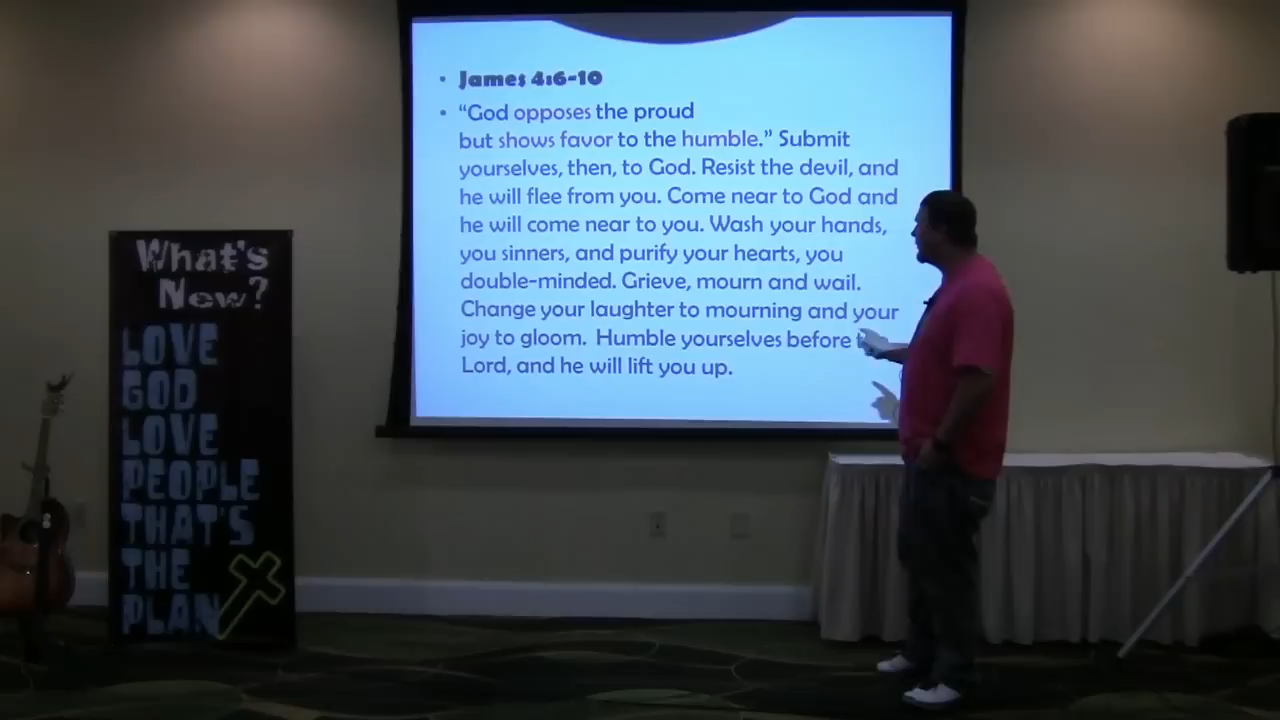 James 4:6-10
“God opposes the proud
but shows favor to the humble.” Submit
yourselves, then, to God. Resist the devil, and
he will flee from you. Come near to God and
he will come near to you. Wash your hands,
you sinners, and purify your hearts, you
double-minded. Grieve, mourn and wail.
Change your laughter to mourning and your
joy to gloom. Humble yourselves before
Lord, and he will lift you up.
What's
New?
LOVE
GOD
LOVE
PEOPLE
THAT'S
THE
PLAN